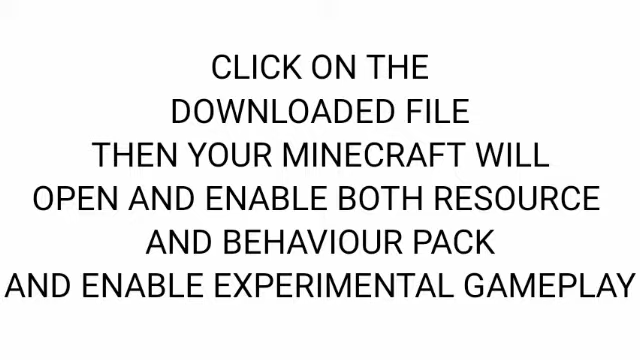 CLICK ON THE
DOWNLOADED FILE
THEN YOUR MINECRAFT WILL
OPEN AND ENABLE BOTH RESOURCE
AND BEHAVIOUR PACK
AND ENABLE EXPERIMENTAL GAMEPLAY